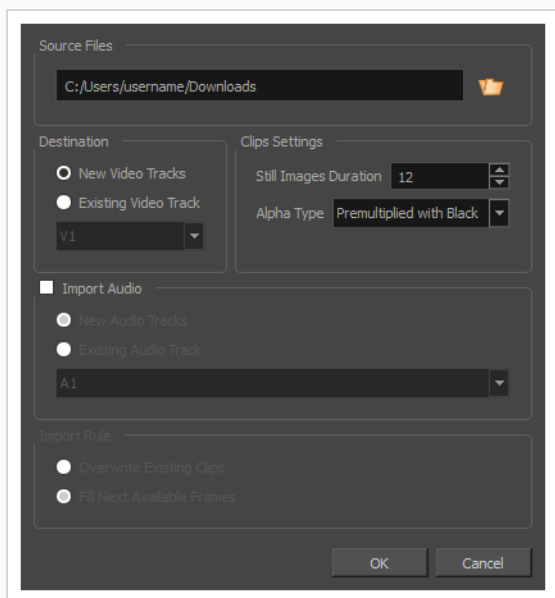 Source Files
C:/Users/username/Downloads
Destination
New Video Tracks
Existing Video Track
V1
Clips Settings
Still Images Duration 12
Alpha Type Premultiplied with Black
Import Audio
New Audio Tracks
Existing Audio Track
A1
Import Rule
Overwrite Existing Clips
Fill Next Available Frames
OK Cancel